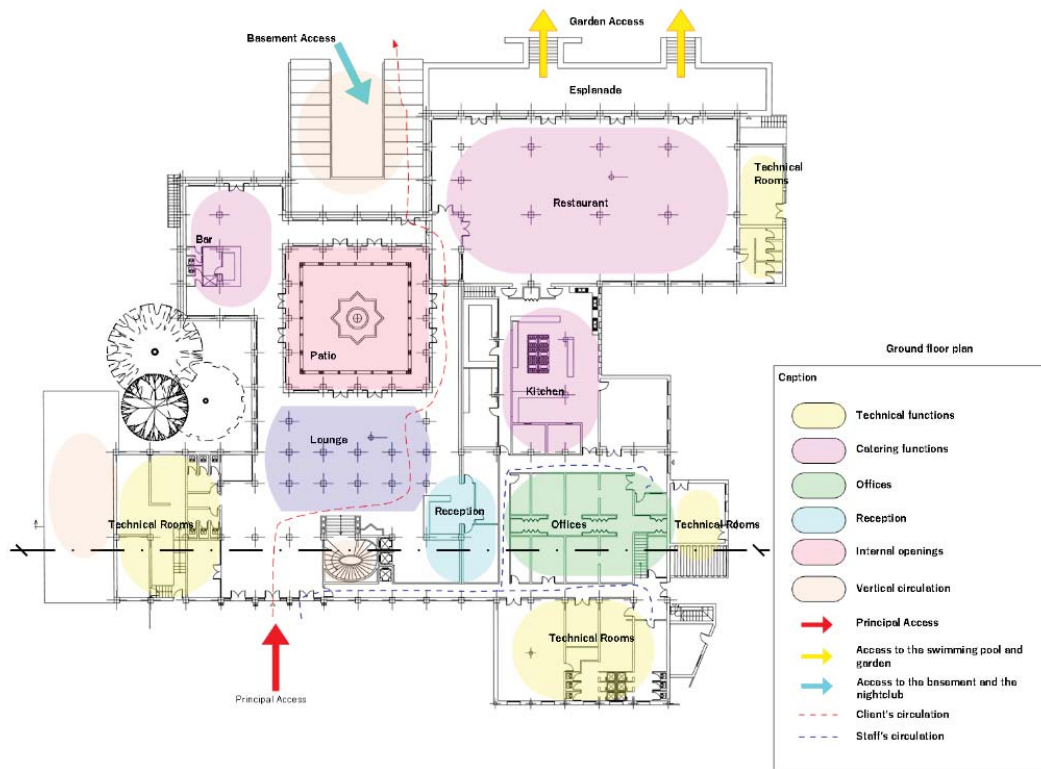 Garden Access
Basement Access
Esplanade
Technical
Rooms
Restaurant
Bar
Patio
Kitchen
Lounge
Reception
Technical Rooms
Offices
Technical Rooms
Technical Rooms
Principal Access
Ground floor plan
Caption
Technical functions
Catering functions
Offices
Reception
Internal openings
Vertical circulation
Principal Access
Access to the swimming pool and
garden
Access to the basement and the
nightclub
Client's circulation
Staff's circulation